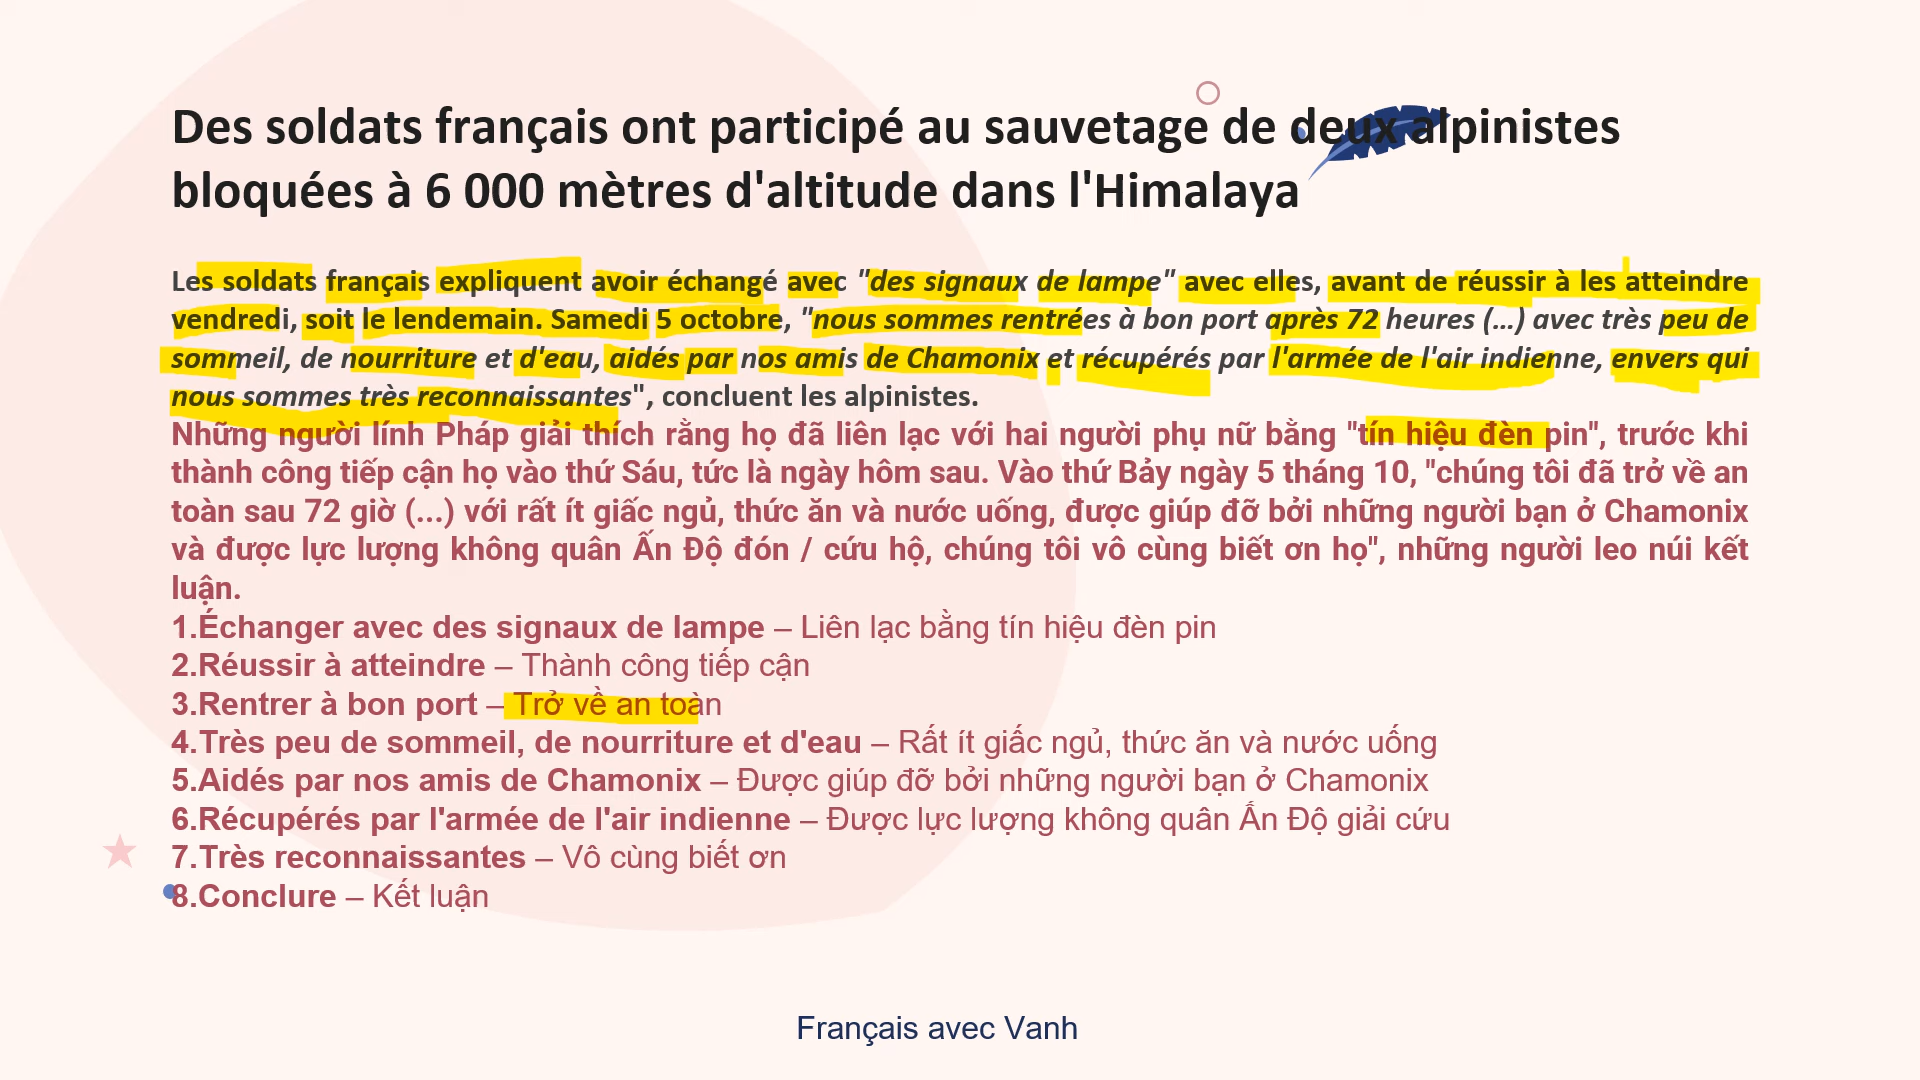 Des soldats français ont participé au sauvetage de deux alpinistes
bloquées à 6 000 mètres d'altitude dans l'Himalaya
Les soldats français expliquent avoir échangé avec "des signaux de lampe" avec elles, avant de réussir à les atteindre
vendredi, soit le lendemain. Samedi 5 octobre, "nous sommes rentrées à bon port après 72 heures (…) avec très peu de
sommeil, de nourriture et d'eau, aidés par nos amis de Chamonix et récupérés par l'armée de l'air indienne, envers qui
nous sommes très reconnaissantes", concluent les alpinistes.
Những người lính Pháp giải thích rằng họ đã liên lạc với hai người phụ nữ bằng "tín hiệu đèn pin", trước khi
thành công tiếp cận họ vào thứ Sáu, tức là ngày hôm sau. Vào thứ Bảy ngày 5 tháng 10, "chúng tôi đã trở về an
toàn sau 72 giờ (...) với rất ít giấc ngủ, thức ăn và nước uống, được giúp đỡ bởi những người bạn ở Chamonix
và được lực lượng không quân Ấn Độ đón / cứu hộ, chúng tôi vô cùng biết ơn họ", những người leo núi kết
luận.
1.Échanger avec des signaux de lampe – Liên lạc bằng tín hiệu đèn pin
2.Réussir à atteindre – Thành công tiếp cận
3.Rentrer à bon port – Trở về an toàn
4.Très peu de sommeil, de nourriture et d'eau – Rất ít giấc ngủ, thức ăn và nước uống
5.Aidés par nos amis de Chamonix – Được giúp đỡ bởi những người bạn ở Chamonix
6.Récupérés par l'armée de l'air indienne – Được lực lượng không quân Ấn Độ giải cứu
7.Très reconnaissantes – Vô cùng biết ơn
8.Conclure – Kết luận
Français avec Vanh